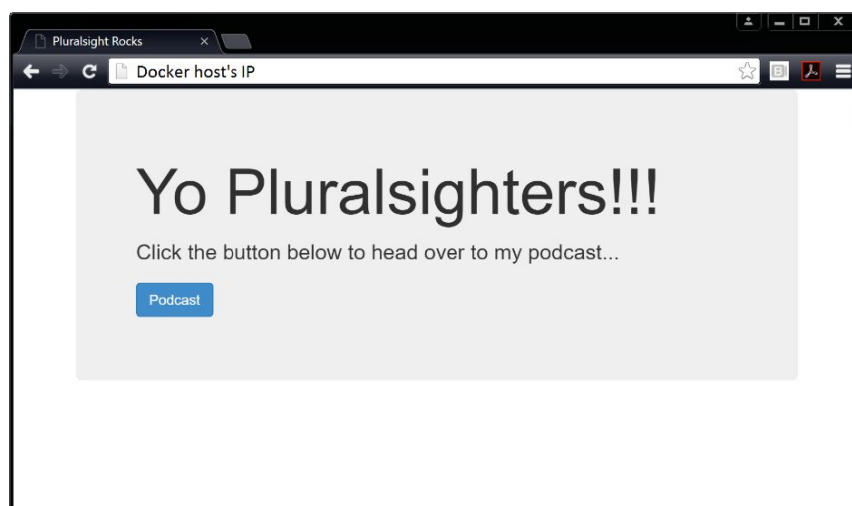 Pluralsight Rocks
Docker host's IP
Yo Pluralsighters!!!
Click the button below to head over to my podcast...
Podcast